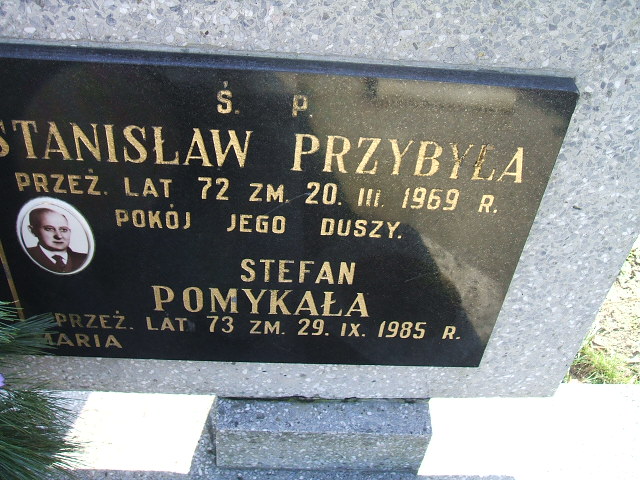 Ś. P.
STANISŁAW PRZYBYŁA
PRZEŻ. LAT 72 ZM. 20. III. 1969 R.
POKÓJ JEGO DUSZY.
STEFAN
POMYKAŁA
PRZEŻ. LAT 73 ZM. 29. IX. 1985 R.
MARIA